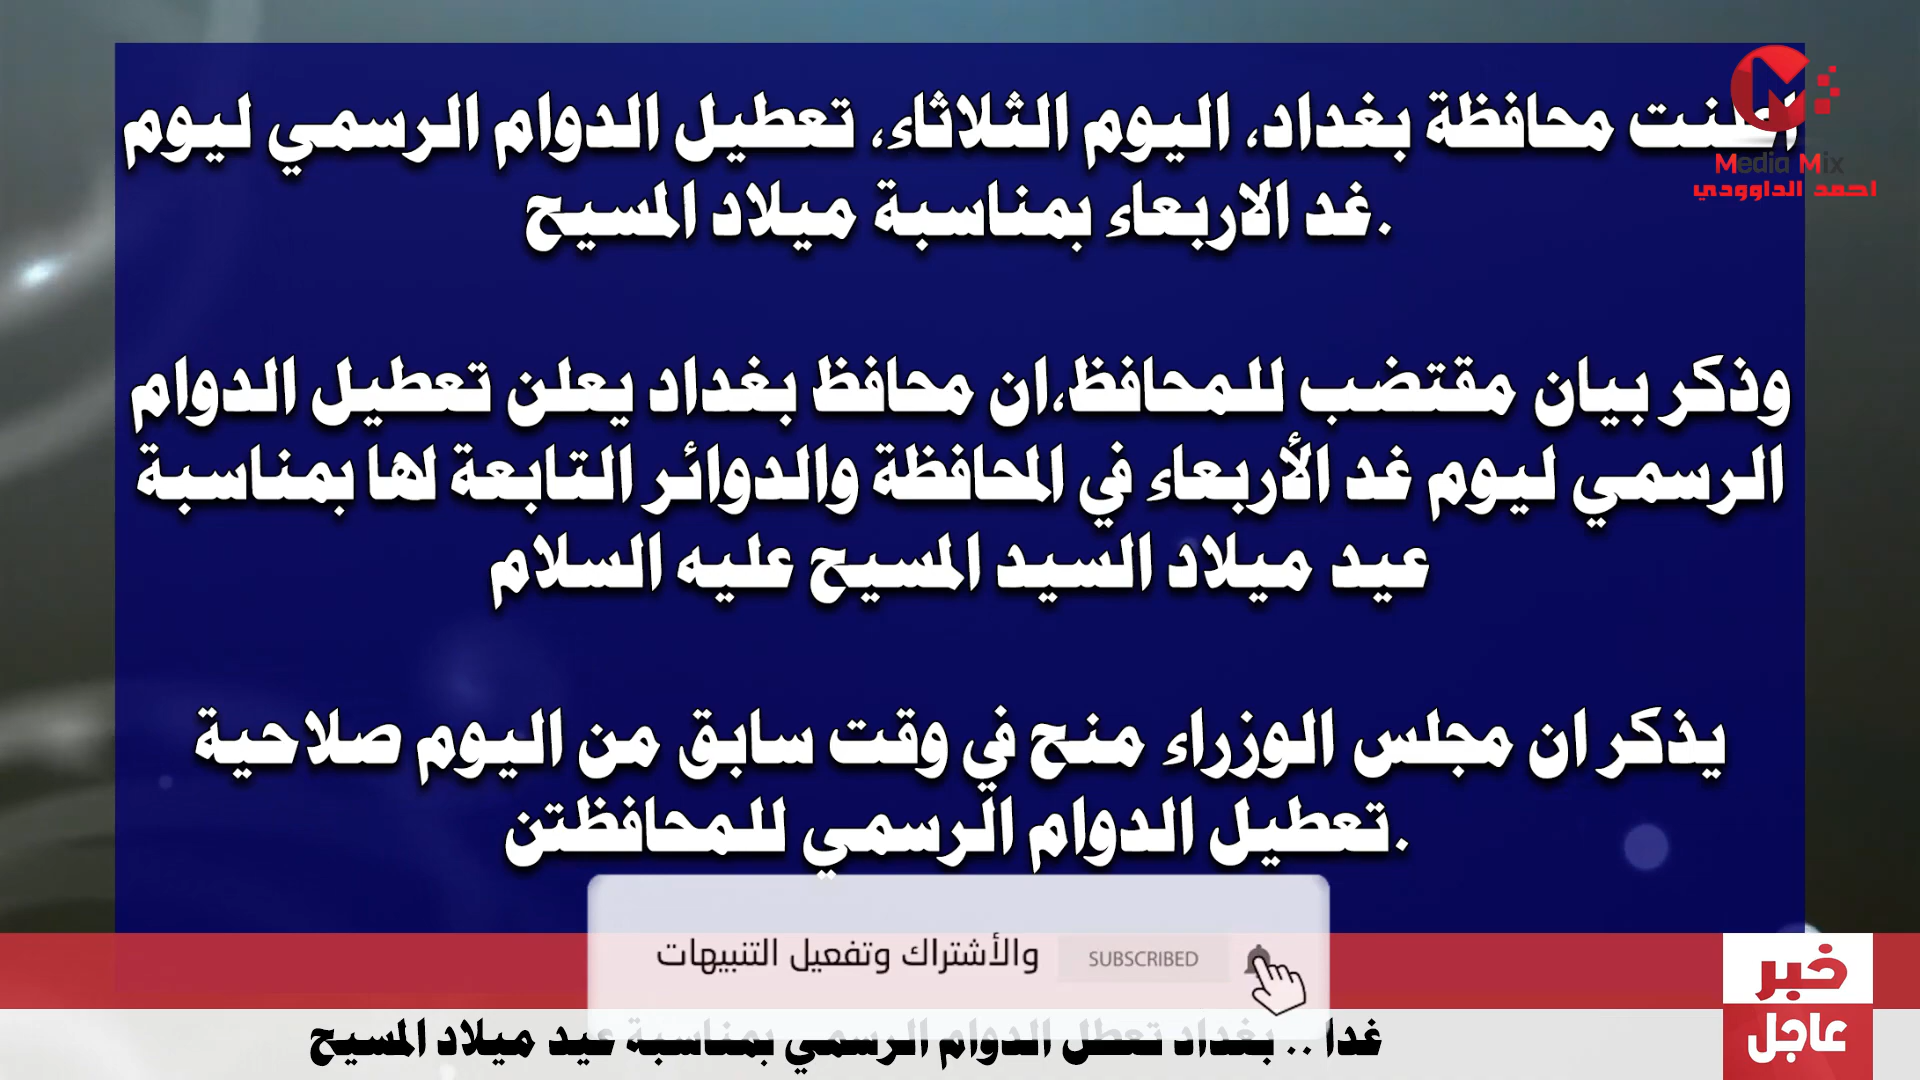 اعلنت محافظة بغداد، اليوم الثلاثاء، تعطيل الدوام الرسمي ليوم
غد الاربعاء بمناسبة ميلاد المسيح.
وذكر بيان مقتضب للمحافظ،ان محافظ بغداد يعلن تعطيل الدوام
الرسمي ليوم غد الأربعاء في المحافظة والدوائر التابعة لها بمناسبة
عيد ميلاد السيد المسيح عليه السلام
يذكر ان مجلس الوزراء منح في وقت سابق من اليوم صلاحية
تعطيل الدوام الرسمي للمحافظتن.
Media Mix
احمد الداوودي
والأشتراك وتفعيل التنبيهات
SUBSCRIBED
خبر
عاجل
غدا .. بغداد تعطل الدوام الرسمي بمناسبة عيد ميلاد المسيح